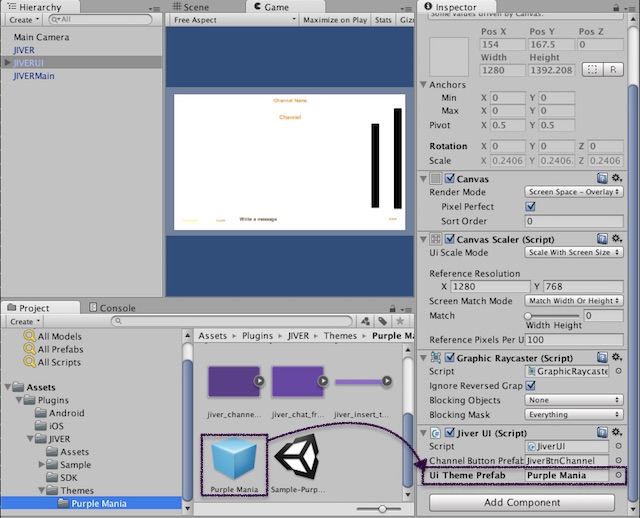 Hierarchy
Create
All
Main Camera
JIVER
JIVERUI
JIVERMain
Scene
Game
Free Aspect
Maximize on Play
Stats
Giz
Channel Name
Channel
Write a message
Project
Console
Create
All Models
All Prefabs
All Scripts
Assets
Plugins
Android
iOS
JIVER
Assets
Sample
SDK
Themes
Purple Mania
Assets
Plugins
JIVER
Themes
Purple Mania
jiver_channe...
jiver_chat_fr...
jiver_insert_t...
Purple Mania
Sample-Purp...
Inspector
Some values driven by Canvas.
Pos X Pos Y Pos Z
154 167.5 0
Width Height
1280 1392.208
R
Anchors
Min X 0 Y 0
Max X 0 Y 0
Pivot X 0.5 Y 0.5
Rotation X 0 Y 0 Z 0
Scale X 0.2406 Y 0.2406 Z 0.2406
Canvas
Render Mode Screen Space - Overlay
Pixel Perfect
Sort Order 0
Canvas Scaler (Script)
Ui Scale Mode Scale With Screen Size
Reference Resolution
X 1280 Y 768
Screen Match Mode Match Width Or Height
Match 0
Width Height
Reference Pixels Per U 100
Graphic Raycaster (Script)
Script GraphicRaycaste
Ignore Reversed Grap
Blocking Objects None
Blocking Mask Everything
Jiver UI (Script)
Script JiverUI
Channel Button Prefab JiverBtnChannel
Ui Theme Prefab Purple Mania
Add Component